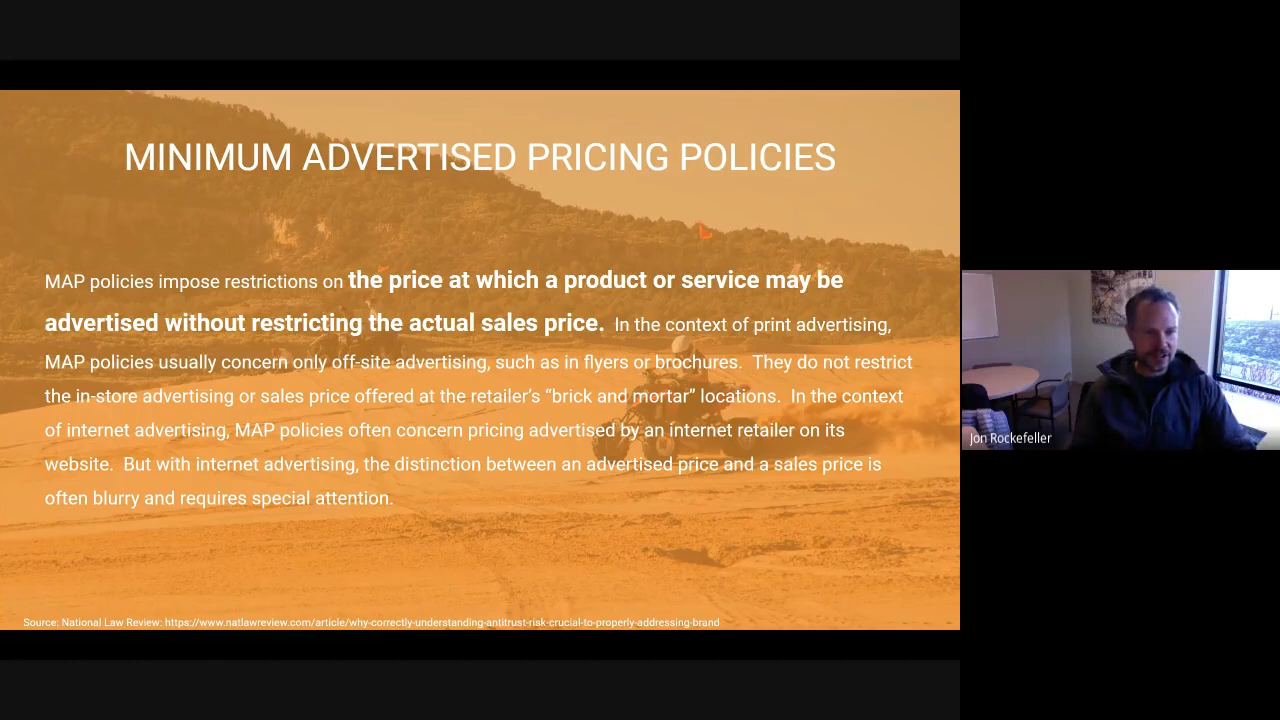 MINIMUM ADVERTISED PRICING POLICIES
MAP policies impose restrictions on the price at which a product or service may be
advertised without restricting the actual sales price. In the context of print advertising,
MAP policies usually concern only off-site advertising, such as in flyers or brochures. They do not restrict
the in-store advertising or sales price offered at the retailer's “brick and mortar” locations. In the context
of internet advertising, MAP policies often concern pricing advertised by an internet retailer on its
website. But with internet advertising, the distinction between an advertised price and a sales price is
often blurry and requires special attention.
Source: National Law Review: https://www.natlawreview.com/article/why-correctly-understanding-antitrust-risk-crucial-to-properly-addressing-brand
Jon Rockefeller